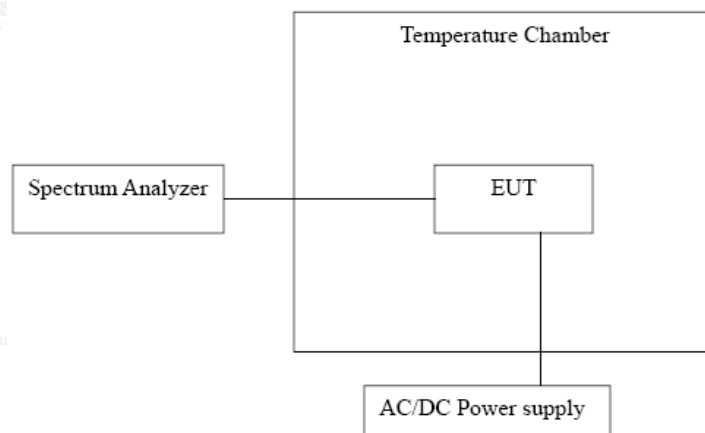 Temperature Chamber
Spectrum Analyzer
EUT
AC/DC Power supply